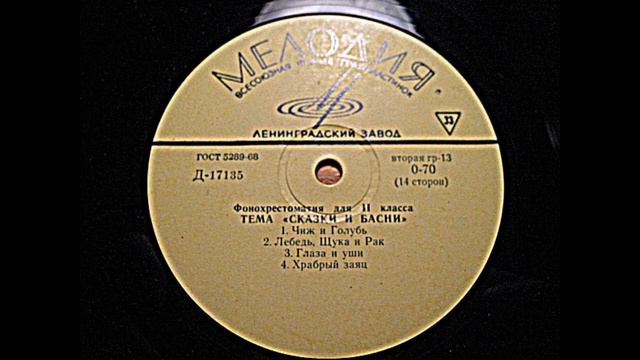 МЕЛОДИЯ
ВСЕСОЮЗНАЯ ФИРМА ГРАМПЛАСТИНОК
33
ЛЕНИНГРАДСКИЙ ЗАВОД
ГОСТ 5289-68
Д-17135
вторая гр-13
0-70
(14 сторон)
Фонохрестоматия для II класса
ТЕМА «СКАЗКИ И БАСНИ»
1. Чиж и Голубь
2. Лебедь, Щука и Рак
3. Глаза и уши
4. Храбрый заяц